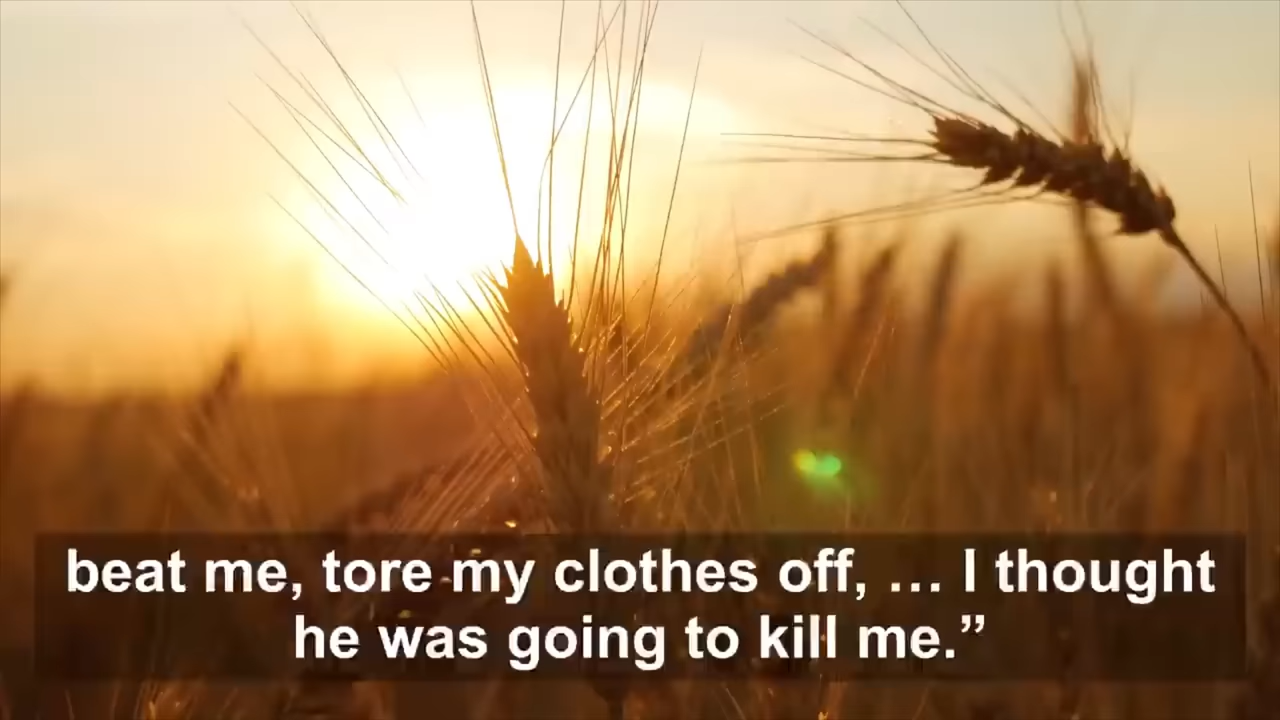 beat me, tore my clothes off, … I thought
he was going to kill me.”